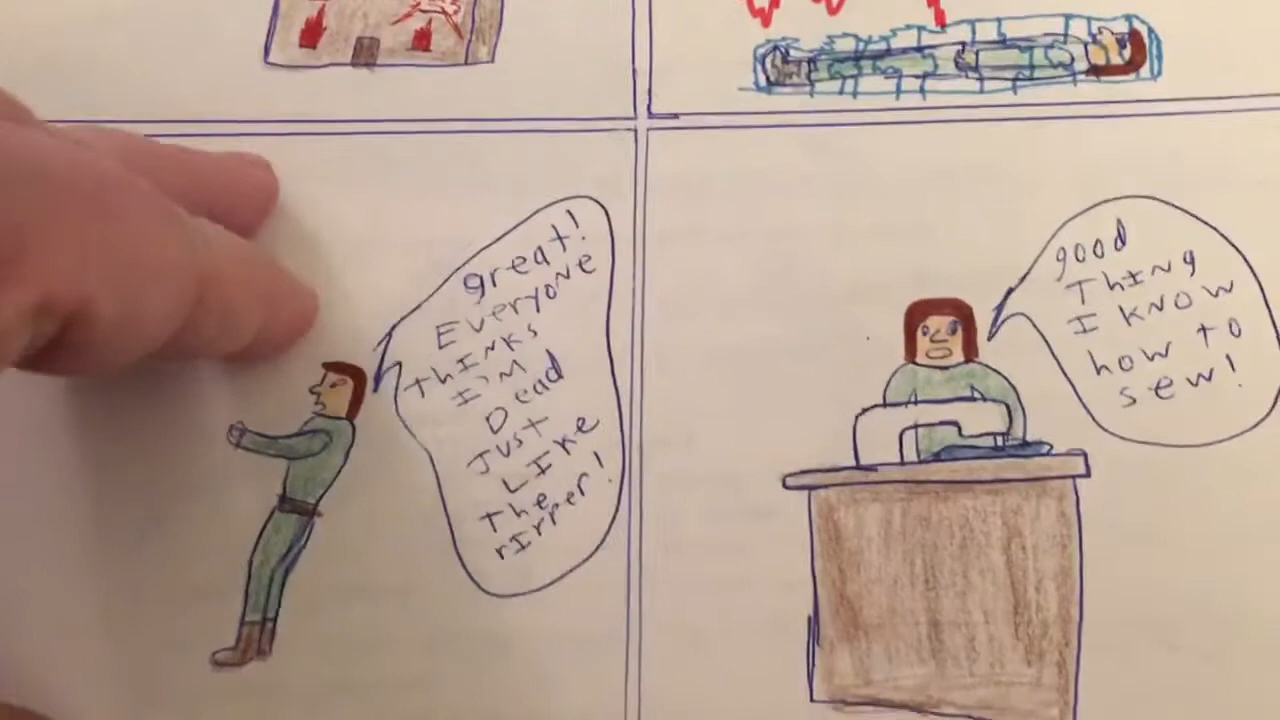 great!
Everyone
thinks
I'm
Dead
Just
Like
the
ripper!
good
Thing
I know
how to
sew!